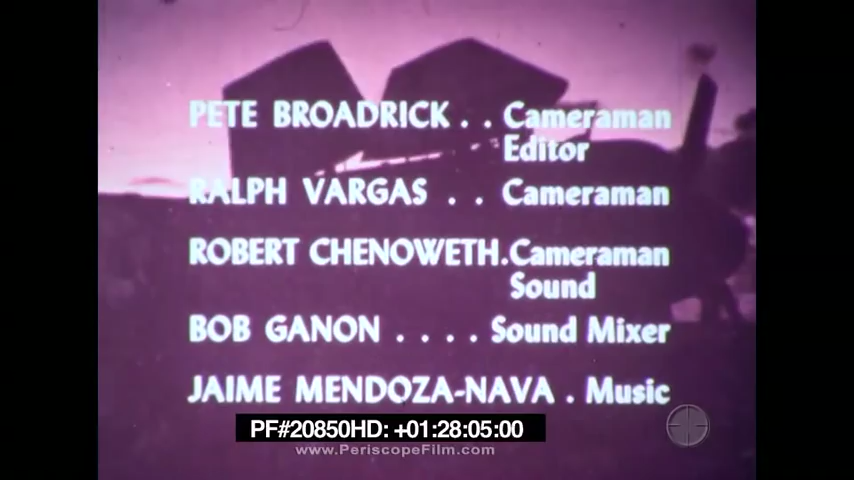 PETE BROADRICK . . Cameraman
Editor
RALPH VARGAS . . Cameraman
ROBERT CHENOWETH.Cameraman
Sound
BOB GANON . . . . Sound Mixer
JAIME MENDOZA-NAVA . Music
PF#20850HD: +01:28:05:00
www.PeriscopeFilm.com